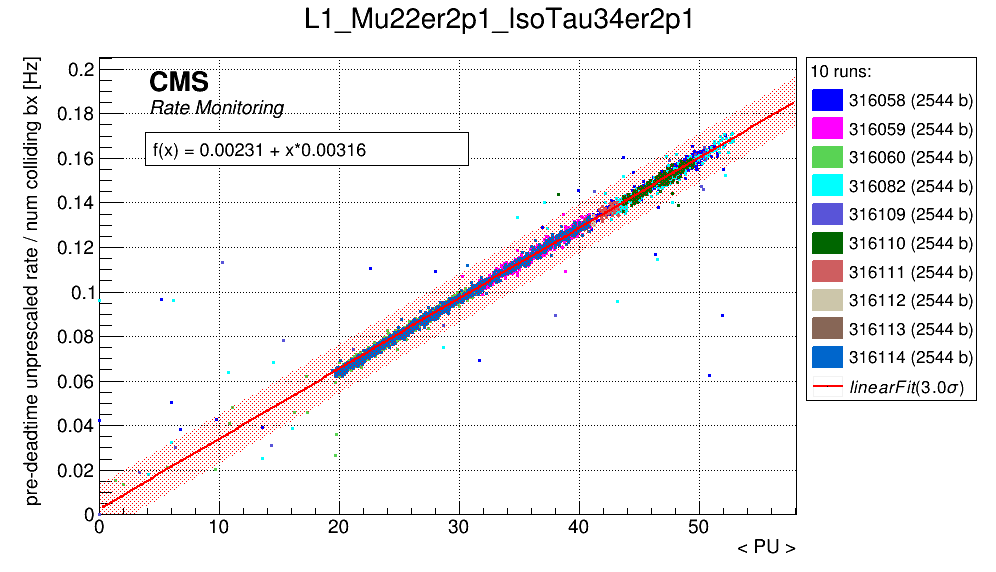 L1_Mu22er2p1_IsoTau34er2p1
pre-deadtime unprescaled rate / num colliding bx [Hz]
CMS
Rate Monitoring
f(x) = 0.00231 + x*0.00316
0.2
0.18
0.16
0.14
0.12
0.1
0.08
0.06
0.04
0.02
0
0 10 20 30 40 50
< PU >
10 runs:
316058 (2544 b)
316059 (2544 b)
316060 (2544 b)
316082 (2544 b)
316109 (2544 b)
316110 (2544 b)
316111 (2544 b)
316112 (2544 b)
316113 (2544 b)
316114 (2544 b)
linearFit(3.0σ)